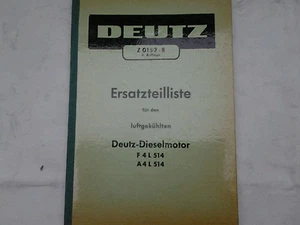 DEUTZ
Z 0157-8
Ersatzteilliste
für den
luftgekühlten
Deutz-Dieselmotor
F 4 L 514
A 4 L 514